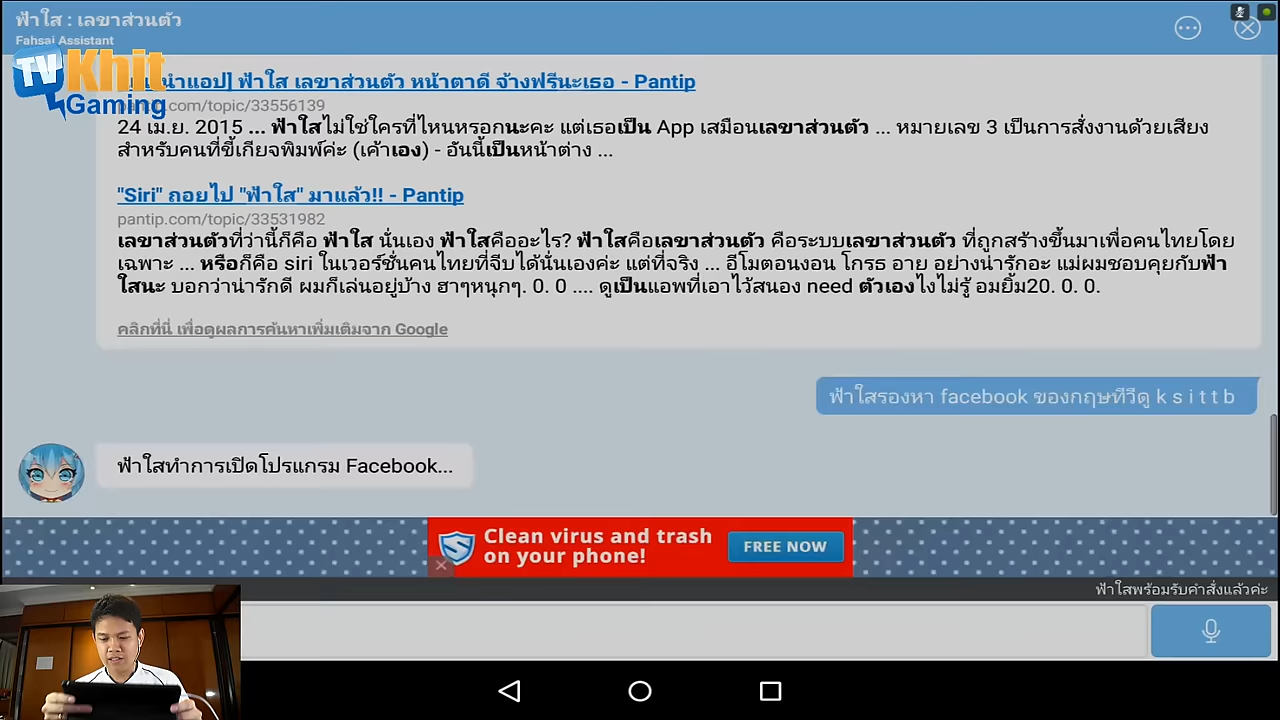 ฟ้าใส : เลขาส่วนตัว
Fahsai Assistant
TV Khit
Gaming
นำแอป] ฟ้าใส เลขาส่วนตัว หน้าตาดี จ้างฟรีนะเธอ - Pantip
pantip.com/topic/33556139
24 เม.ย. 2015 ... ฟ้าใสไม่ใช่ใครที่ไหนหรอกนะคะ แต่เธอเป็น App เสมือนเลขาส่วนตัว ... หมายเลข 3 เป็นการสั่งงานด้วยเสียง
สำหรับคนที่ขี้เกียจพิมพ์ค่ะ (เค้าเอง) - อันนี้เป็นหน้าต่าง ...
"Siri" ถอยไป "ฟ้าใส" มาแล้ว!! - Pantip
pantip.com/topic/33531982
เลขาส่วนตัวที่ว่านี้ก็คือ ฟ้าใส นั่นเอง ฟ้าใสคืออะไร? ฟ้าใสคือเลขาส่วนตัว คือระบบเลขาส่วนตัว ที่ถูกสร้างขึ้นมาเพื่อคนไทยโดย
เฉพาะ ... หรือก็คือ siri ในเวอร์ชั่นคนไทยที่จีบได้นั่นเองค่ะ แต่ที่จริง ... อีโมตอนงอน โกรธ อาย อย่างน่ารักอะ แม่ผมชอบคุยกับฟ้า
ใสนะ บอกว่าน่ารักดี ผมก็เล่นอยู่บ้าง ฮาๆหนุกๆ. 0. 0 .... ดูเป็นแอพที่เอาไว้สนอง need ตัวเองไงไม่รู้ อมยิ้ม20. 0. 0.
คลิกที่นี่ เพื่อดูผลการค้นหาเพิ่มเติมจาก Google
ฟ้าใสรองหา facebook ของกฤษทีวีดู k s i t t b
ฟ้าใสทำการเปิดโปรแกรม Facebook...
Clean virus and trash
on your phone!
FREE NOW
ฟ้าใสพร้อมรับคำสั่งแล้วค่ะ